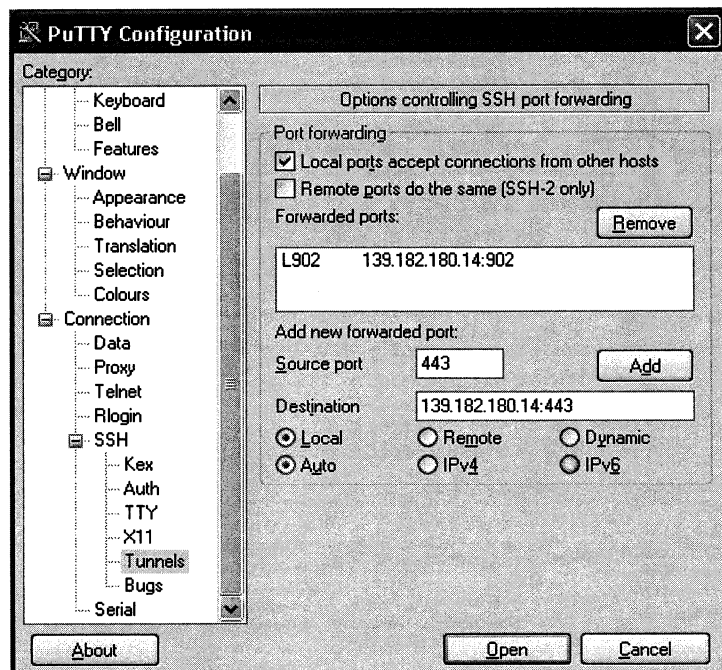 PuTTY Configuration
Category:
Keyboard
Bell
Features
Window
Appearance
Behaviour
Translation
Selection
Colours
Connection
Data
Proxy
Telnet
Rlogin
SSH
Kex
Auth
TTY
X11
Tunnels
Bugs
Serial
Options controlling SSH port forwarding
Port forwarding
Local ports accept connections from other hosts
Remote ports do the same (SSH-2 only)
Forwarded ports:
Remove
L902 139.182.180.14:902
Add new forwarded port:
Source port 443 Add
Destination 139.182.180.14:443
Local Remote Dynamic
Auto IPv4 IPv6
About Open Cancel